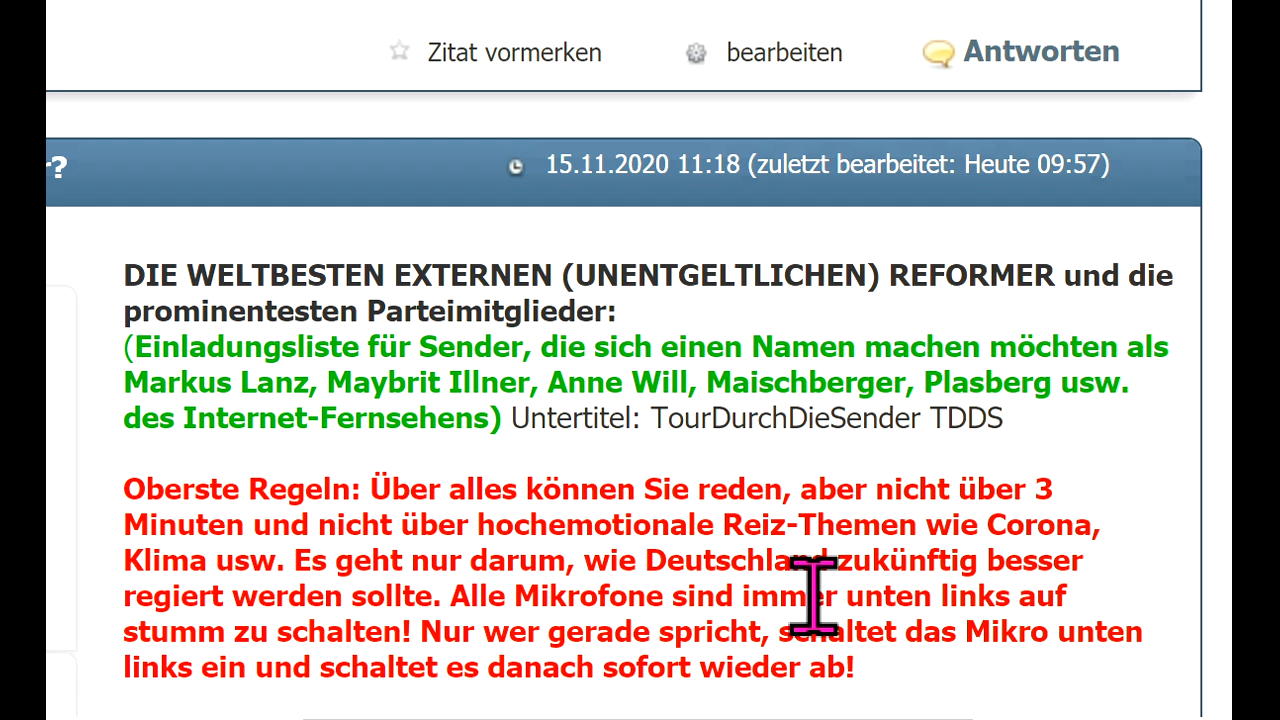 Zitat vormerken bearbeiten Antworten
r? 15.11.2020 11:18 (zuletzt bearbeitet: Heute 09:57)
DIE WELTBESTEN EXTERNEN (UNENTGELTLICHEN) REFORMER und die
prominentesten Parteimitglieder:
(Einladungsliste für Sender, die sich einen Namen machen möchten als
Markus Lanz, Maybrit Illner, Anne Will, Maischberger, Plasberg usw.
des Internet-Fernsehens) Untertitel: TourDurchDieSender TDDS
Oberste Regeln: Über alles können Sie reden, aber nicht über 3
Minuten und nicht über hochemotionale Reiz-Themen wie Corona,
Klima usw. Es geht nur darum, wie Deutschland zukünftig besser
regiert werden sollte. Alle Mikrofone sind immer unten links auf
stumm zu schalten! Nur wer gerade spricht, schaltet das Mikro unten
links ein und schaltet es danach sofort wieder ab!